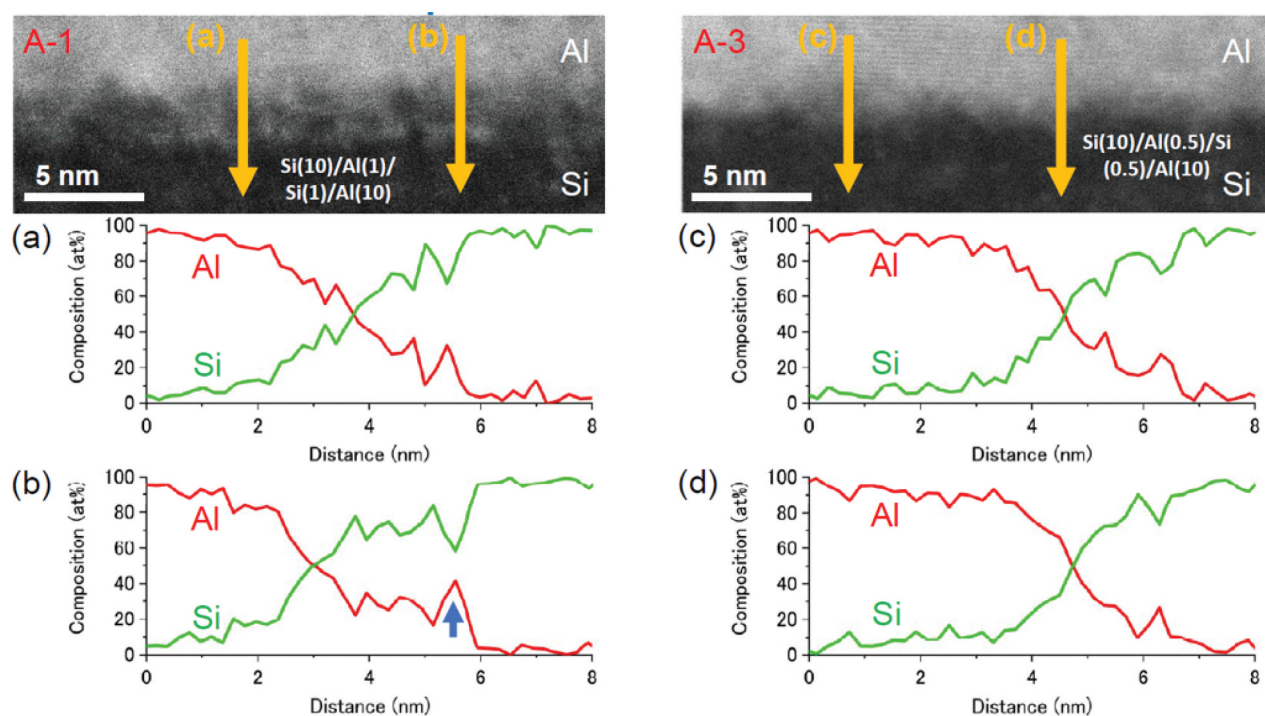 A-1
(a)
(b)
Al
5 nm
Si(10)/Al(1)/
Si(1)/Al(10)
Si
A-3
(c)
(d)
Al
5 nm
Si(10)/Al(0.5)/Si
(0.5)/Al(10)
Si
(a)
Composition (at%)
100
80
60
40
20
0
Al
Si
0 2 4 6 8
Distance (nm)
(c)
Composition (at%)
100
80
60
40
20
0
Al
Si
0 2 4 6 8
Distance (nm)
(b)
Composition (at%)
100
80
60
40
20
0
Al
Si
0 2 4 6 8
Distance (nm)
(d)
Composition (at%)
100
80
60
40
20
0
Al
Si
0 2 4 6 8
Distance (nm)